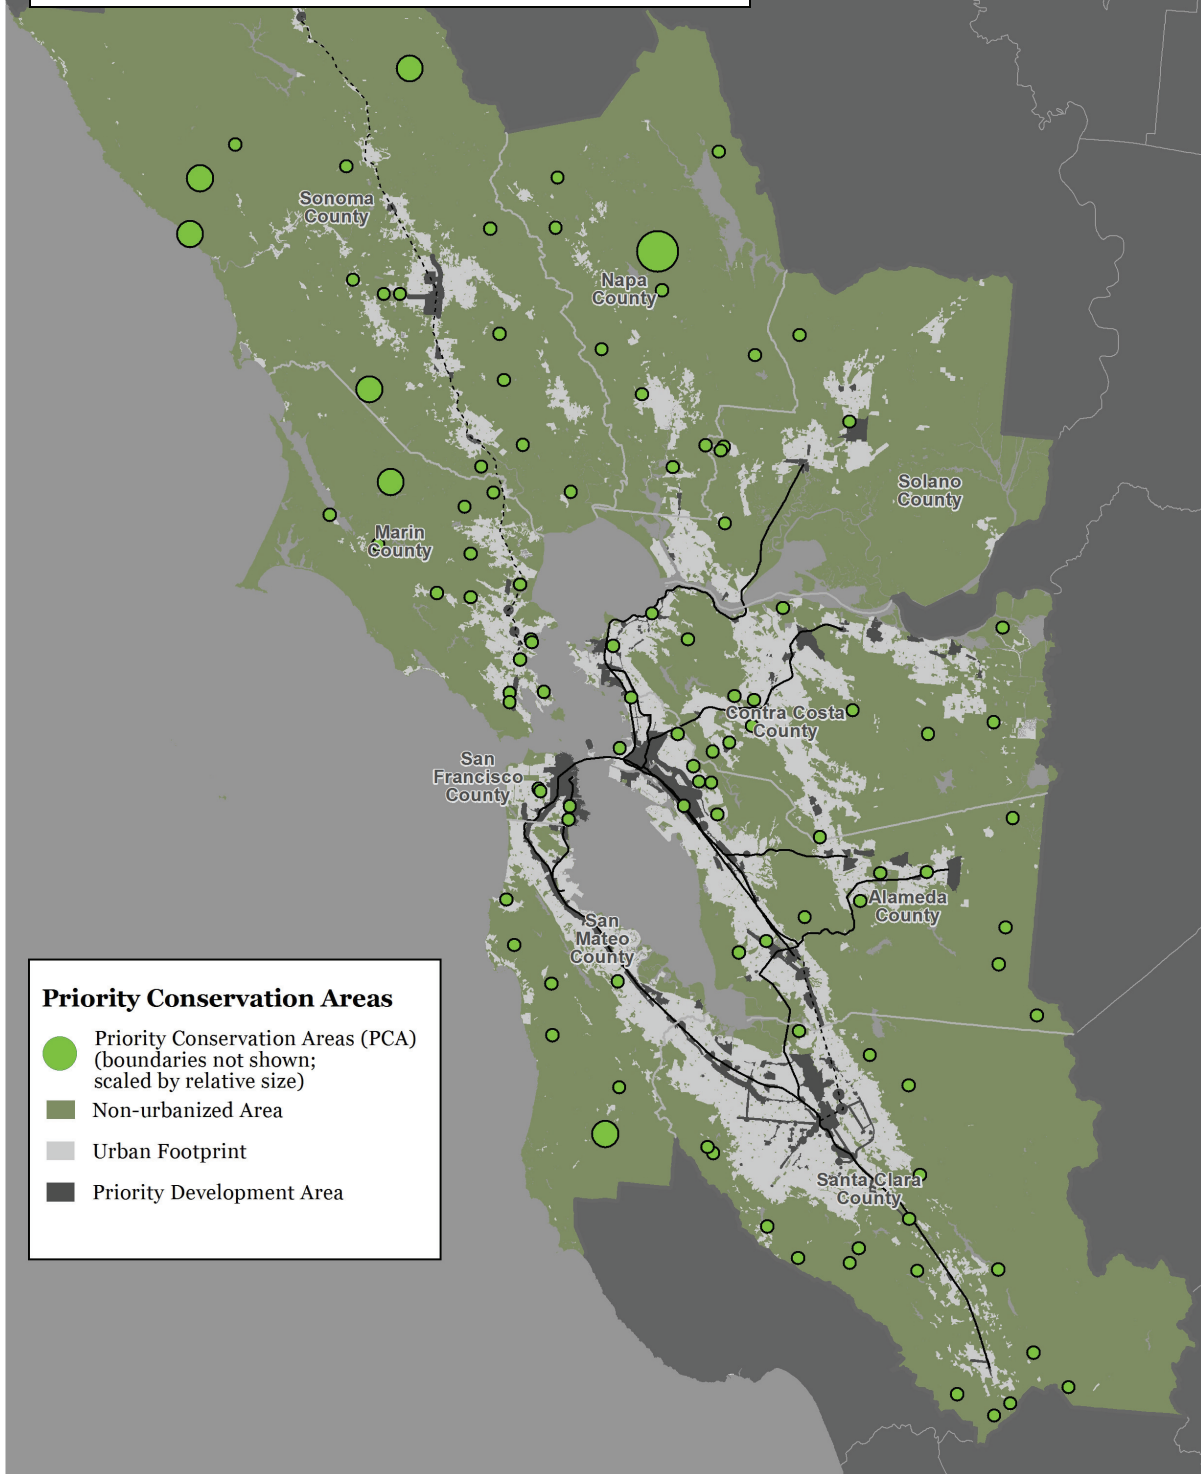 Sonoma
County
Napa
County
Solano
County
Marin
County
Contra Costa
County
San
Francisco
County
Alameda
County
San
Mateo
County
Santa Clara
County
Priority Conservation Areas
Priority Conservation Areas (PCA)
(boundaries not shown;
scaled by relative size)
Non-urbanized Area
Urban Footprint
Priority Development Area